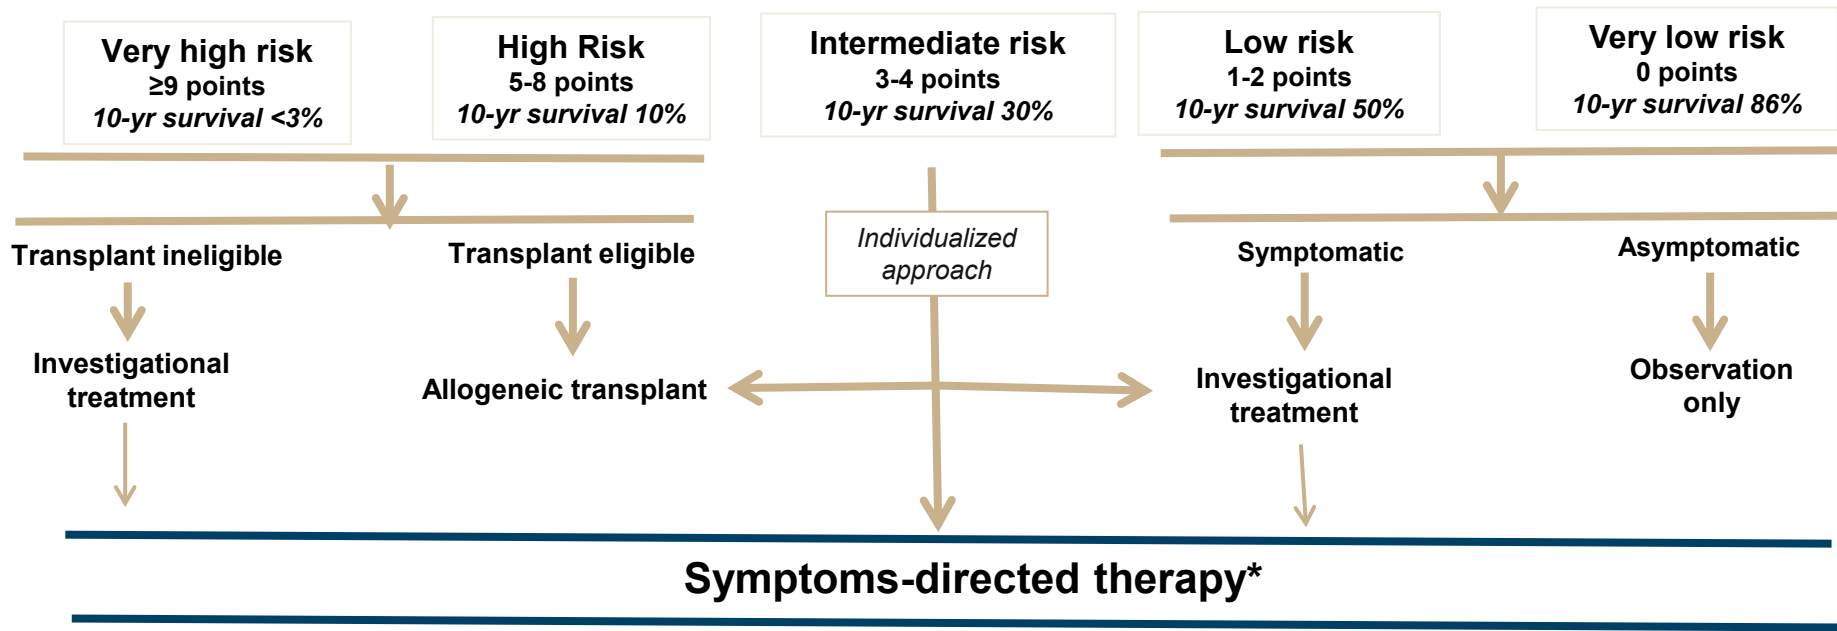 Very high risk
≥9 points
10-yr survival <3%
High Risk
5-8 points
10-yr survival 10%
Intermediate risk
3-4 points
10-yr survival 30%
Low risk
1-2 points
10-yr survival 50%
Very low risk
0 points
10-yr survival 86%
Transplant ineligible
Transplant eligible
Individualized
approach
Symptomatic
Asymptomatic
Investigational
treatment
Allogeneic transplant
Investigational
treatment
Observation
only
Symptoms-directed therapy*